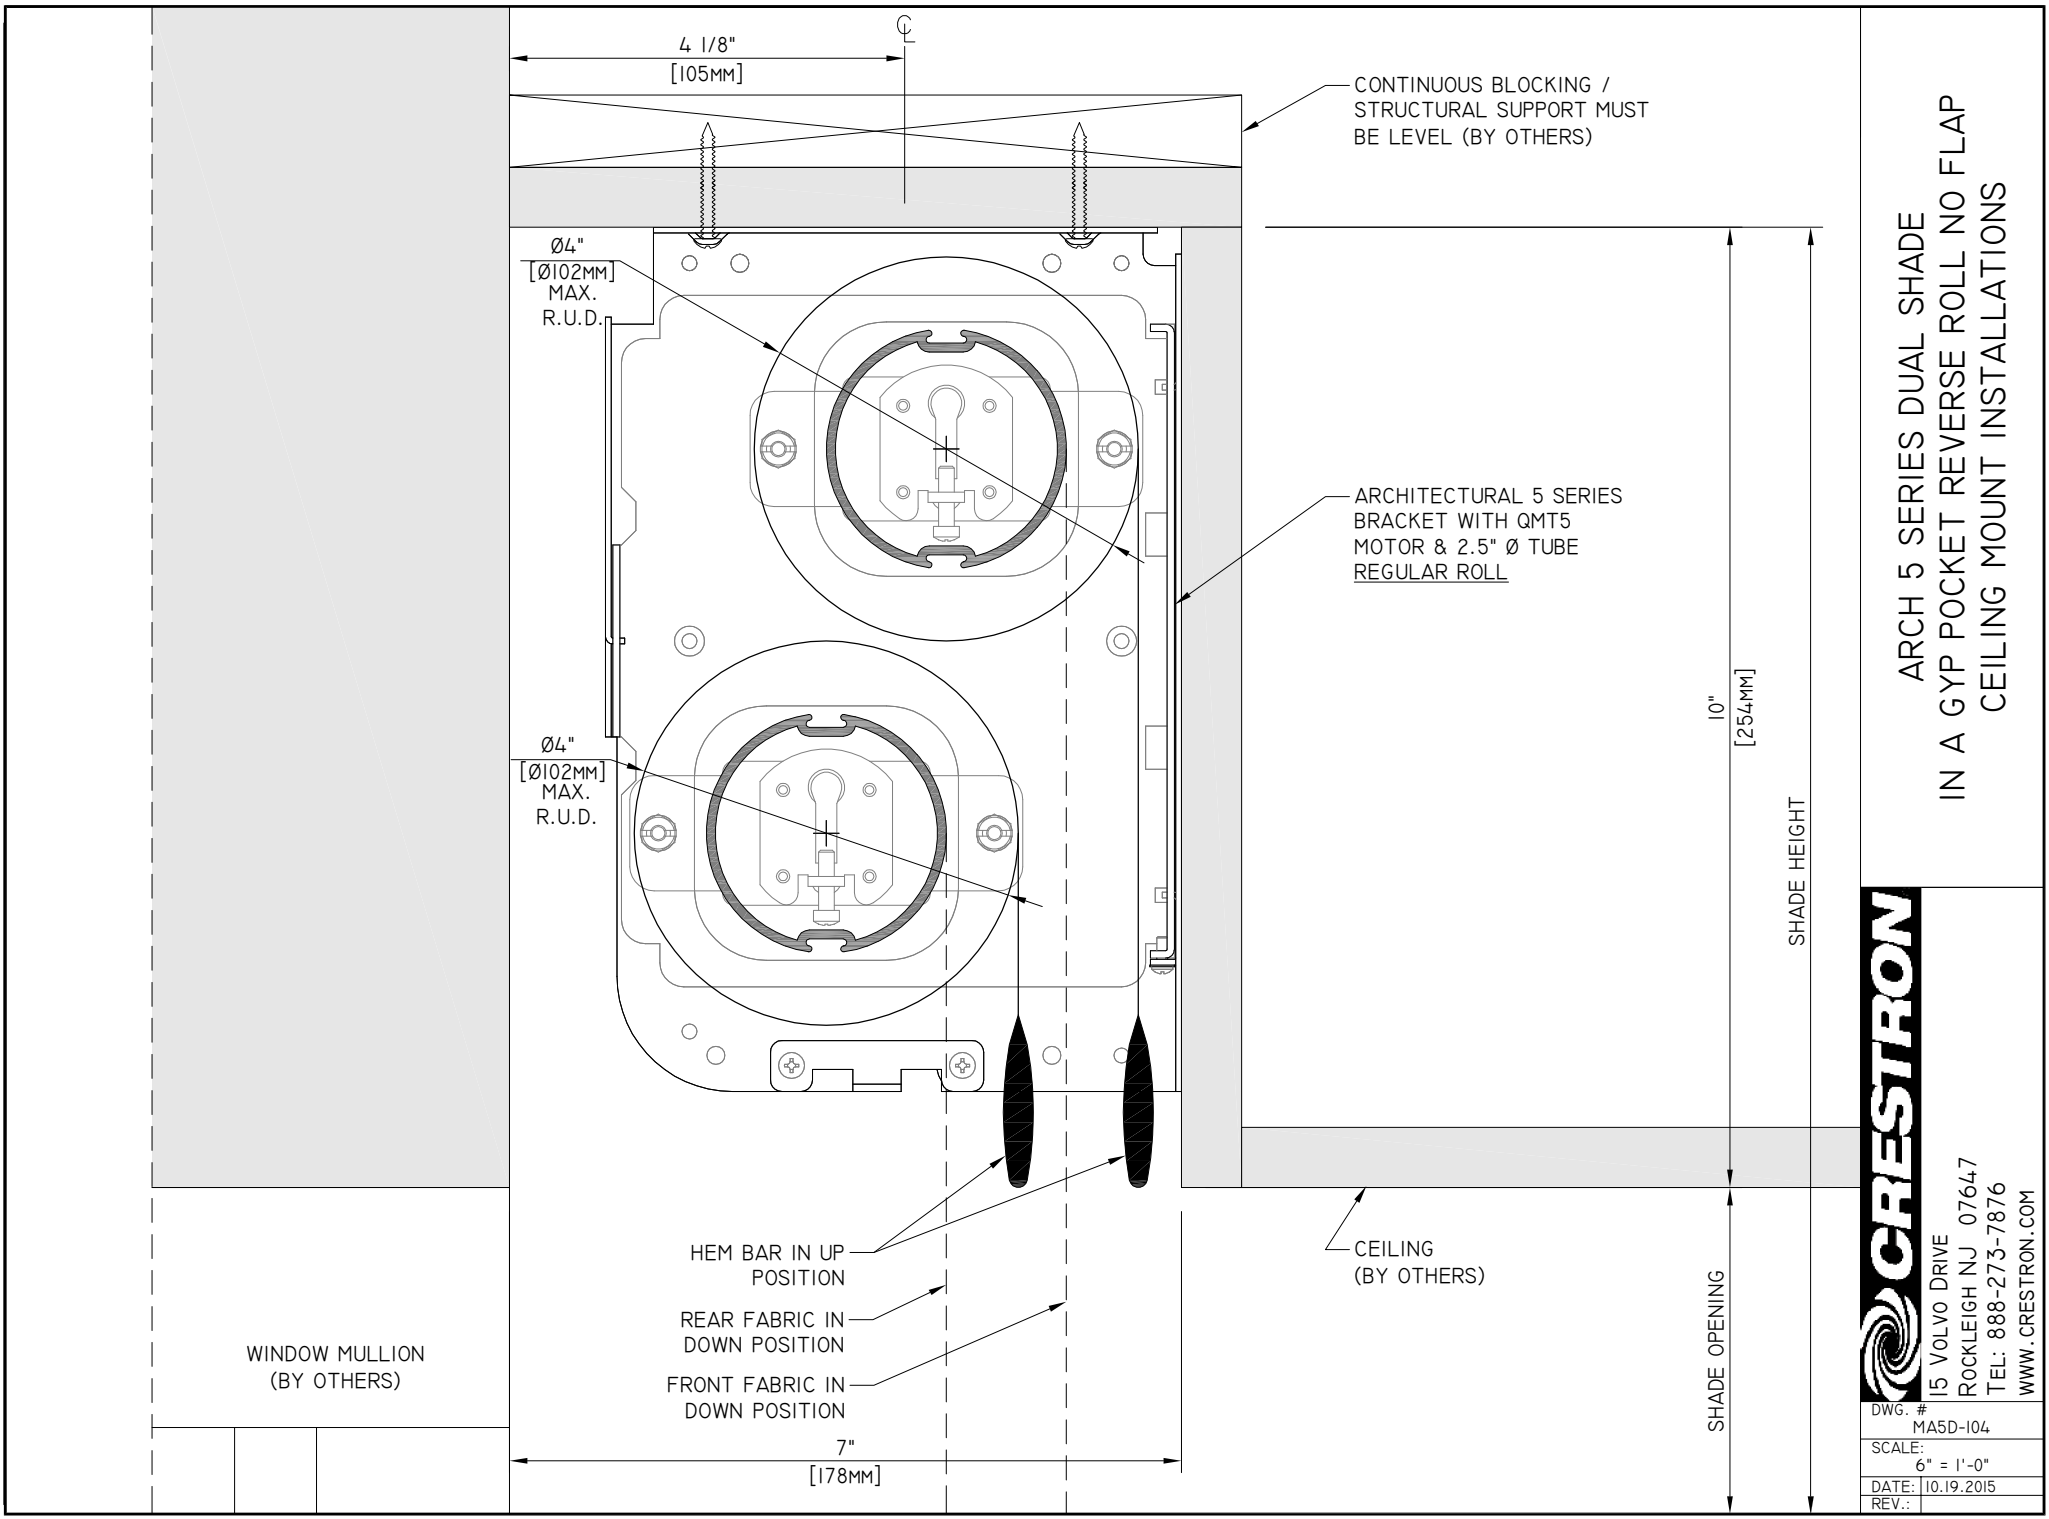 4 1/8"
[105MM]
CL
CONTINUOUS BLOCKING /
STRUCTURAL SUPPORT MUST
BE LEVEL (BY OTHERS)
Ø4"
[Ø102MM]
MAX.
R.U.D.
ARCHITECTURAL 5 SERIES
BRACKET WITH QMT5
MOTOR & 2.5" Ø TUBE
REGULAR ROLL
Ø4"
[Ø102MM]
MAX.
R.U.D.
10"
[254MM]
SHADE HEIGHT
HEM BAR IN UP
POSITION
REAR FABRIC IN
DOWN POSITION
FRONT FABRIC IN
DOWN POSITION
CEILING
(BY OTHERS)
SHADE OPENING
WINDOW MULLION
(BY OTHERS)
7"
[178MM]
ARCH 5 SERIES DUAL SHADE
IN A GYP POCKET REVERSE ROLL NO FLAP
CEILING MOUNT INSTALLATIONS
CRESTRON
15 VOLVO DRIVE
ROCKLEIGH NJ 07647
TEL: 888-273-7876
WWW.CRESTRON.COM
DWG. #
MA5D-104
SCALE:
6" = 1'-0"
DATE: 10.19.2015
REV.: